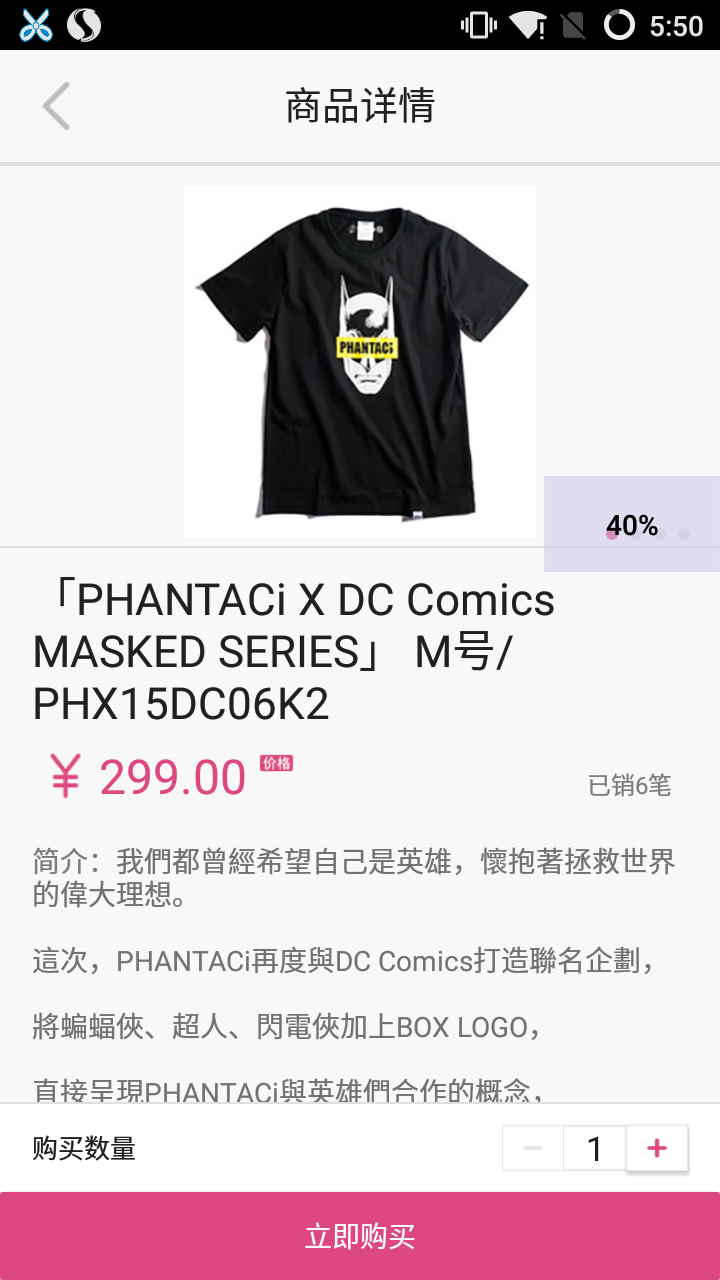 5:50
商品详情
PHANTACi
40%
「PHANTACi X DC Comics
MASKED SERIES」 M号/
PHX15DC06K2
¥ 299.00 价格
已销6笔
简介：我們都曾經希望自己是英雄，懷抱著拯救世界
的偉大理想。
這次，PHANTACi再度與DC Comics打造聯名企劃，
將蝙蝠俠、超人、閃電俠加上BOX LOGO，
直接呈現PHANTACi與英雄們合作的概念，
购买数量
− 1 +
立即购买